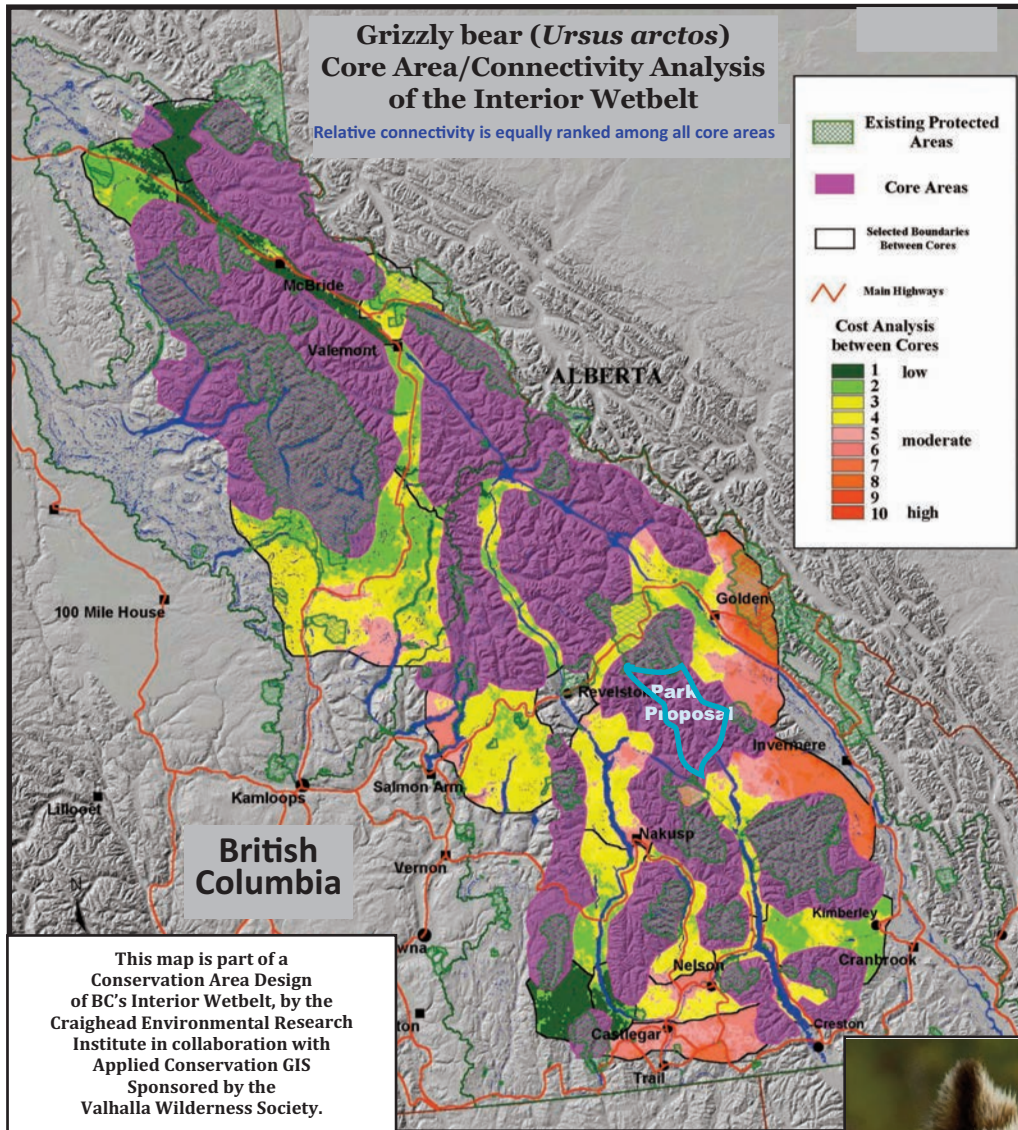 Grizzly bear (Ursus arctos)
Core Area/Connectivity Analysis
of the Interior Wetbelt
Relative connectivity is equally ranked among all core areas
Existing Protected
Areas
Core Areas
Selected Boundaries
Between Cores
Main Highways
Cost Analysis
between Cores
1 low
2
3
4
5 moderate
6
7
8
9
10 high
McBride
Valemont
ALBERTA
100 Mile House
Golden
Revelsto
Park
Proposal
Invermere
Lillooet
Kamloops
Salmon Arm
Nakusp
Vernon
British
Columbia
N
Kimberley
Cranbrook
wna
Nelson
ton
Castlegar
Creston
Trail
This map is part of a
Conservation Area Design
of BC's Interior Wetbelt, by the
Craighead Environmental Research
Institute in collaboration with
Applied Conservation GIS
Sponsored by the
Valhalla Wilderness Society.